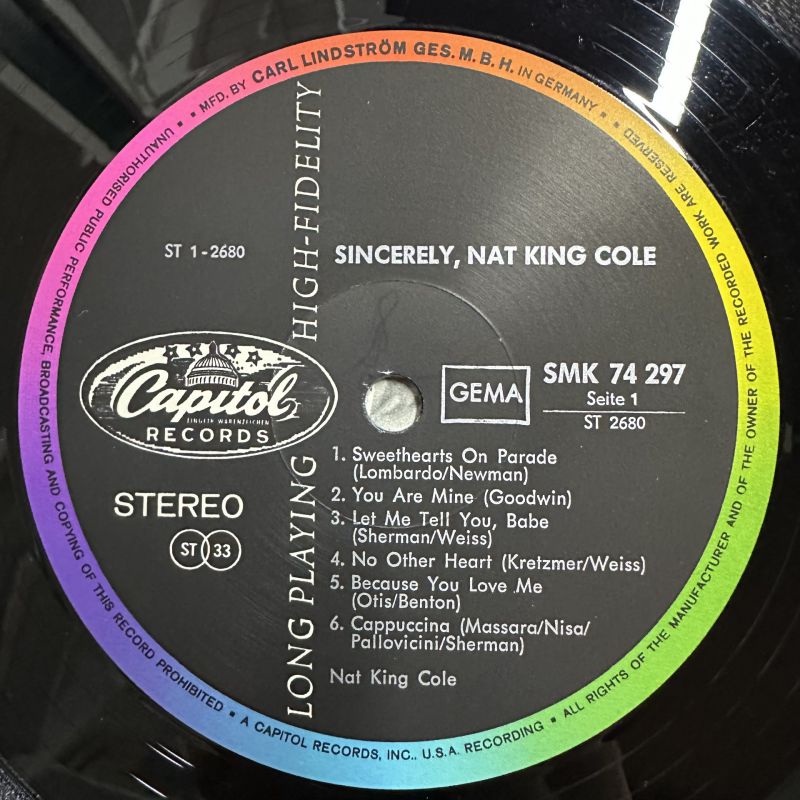 UNAUTHORISED PUBLIC PERFORMANCE, BROADCASTING AND COPYING OF THIS RECORD PROHIBITED ▪ A CAPITOL RECORDS, INC., U.S.A. RECORDING ▪ ALL RIGHTS OF THE MANUFACTURER AND OF THE OWNER OF THE RECORDED WORK ARE RESERVED ▪
▪ MFD. BY CARL LINDSTRÖM GES. M. B. H. IN GERMANY ▪
LONG PLAYING HIGH-FIDELITY
ST 1-2680
SINCERELY, NAT KING COLE
Capitol
EINGETR. WARENZEICHEN
RECORDS
GEMA
SMK 74 297
Seite 1
ST 2680
STEREO
ST 33
1. Sweethearts On Parade
(Lombardo/Newman)
2. You Are Mine (Goodwin)
3. Let Me Tell You, Babe
(Sherman/Weiss)
4. No Other Heart (Kretzmer/Weiss)
5. Because You Love Me
(Otis/Benton)
6. Cappuccina (Massara/Nisa/
Pallovicini/Sherman)
Nat King Cole